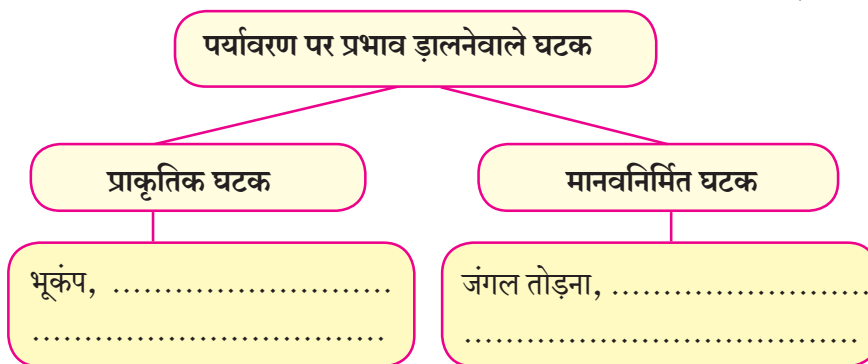 पर्यावरण पर प्रभाव ड़ालनेवाले घटक
प्राकृतिक घटक
मानवनिर्मित घटक
भूकंप, ...........................
..................................
जंगल तोड़ना, .........................
......................................